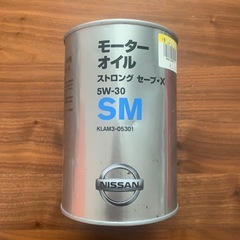 モーター
オイル
ストロング セーブ・X
5W-30
SM
KLAM3-05301
NISSAN